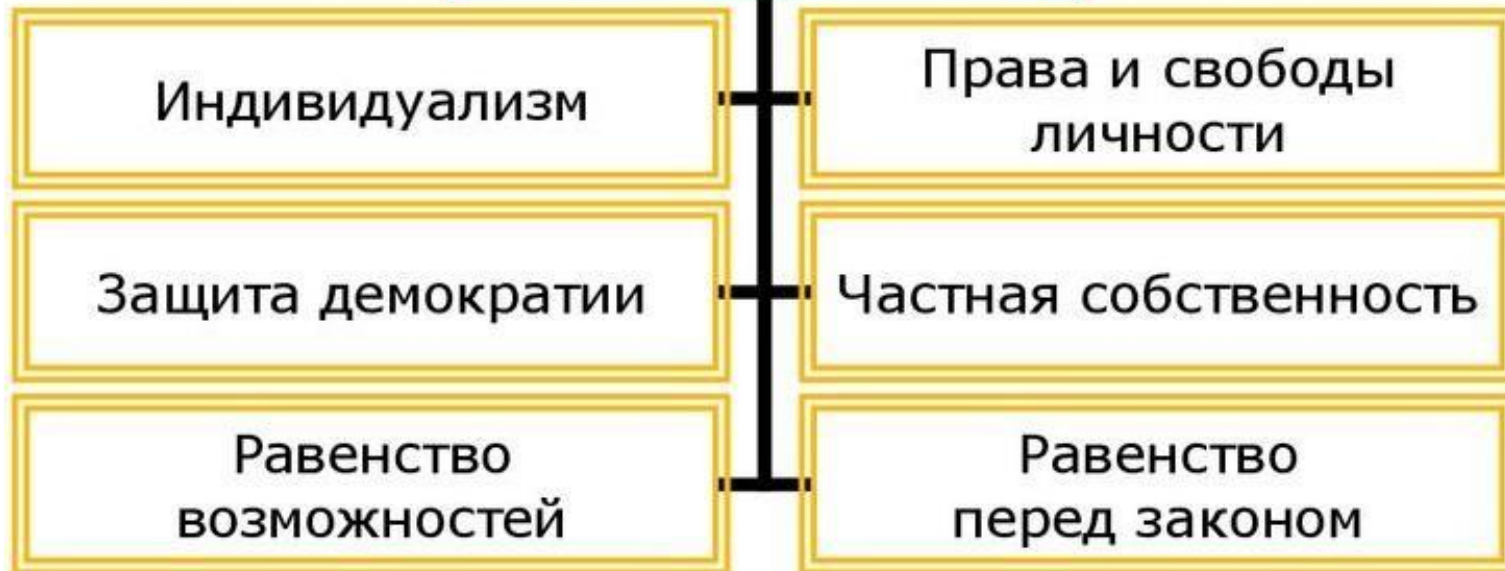 Индивидуализм
Права и свободы
личности
Защита демократии
Частная собственность
Равенство
возможностей
Равенство
перед законом